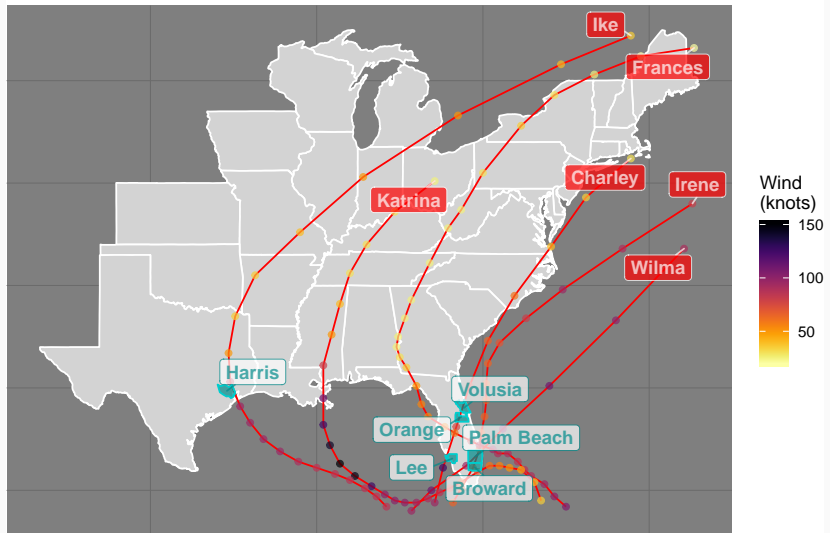 Ike
Frances
Charley
Irene
Katrina
Wilma
Harris
Volusia
Orange
Palm Beach
Lee
Broward
Wind
(knots)
150
100
50